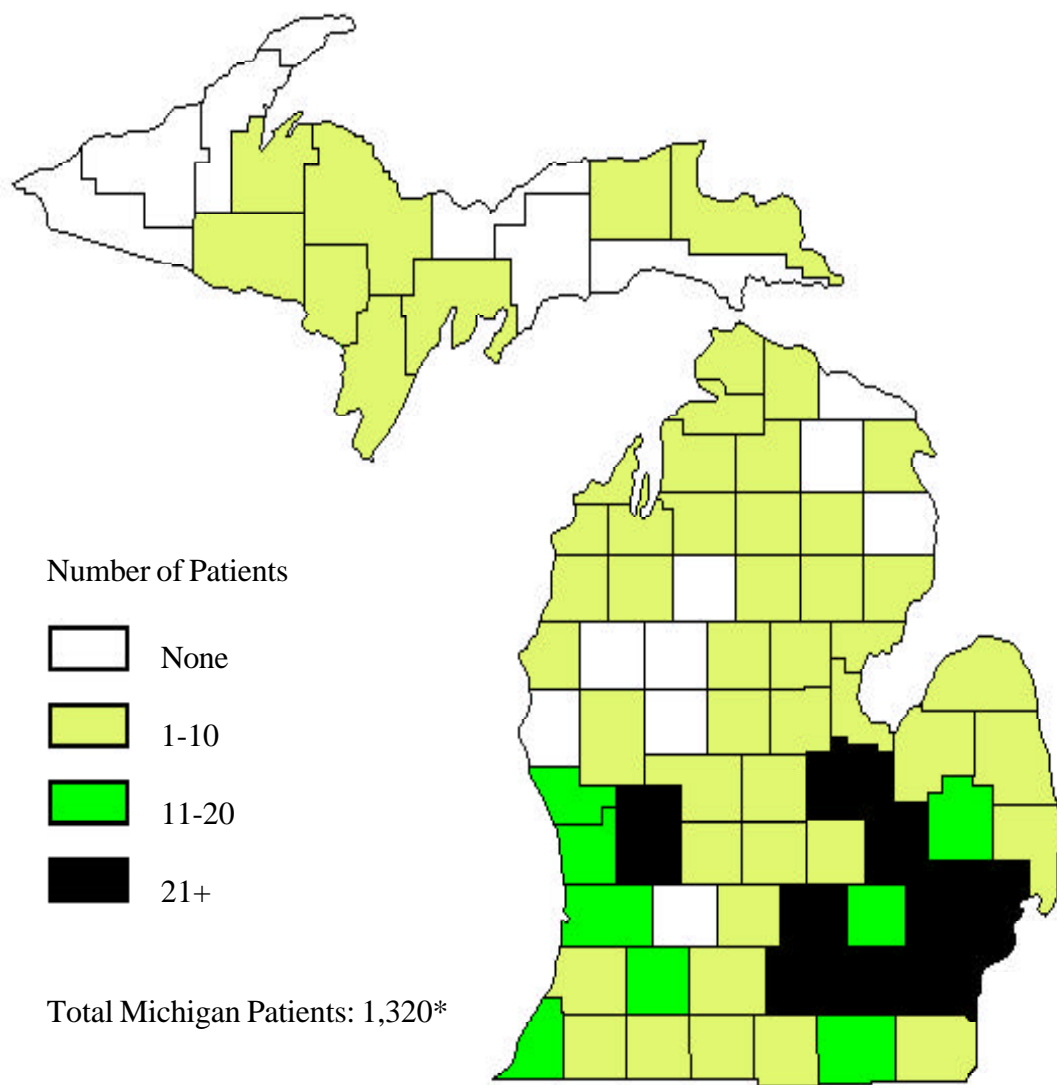 Number of Patients
None
1-10
11-20
21+
Total Michigan Patients: 1,320*